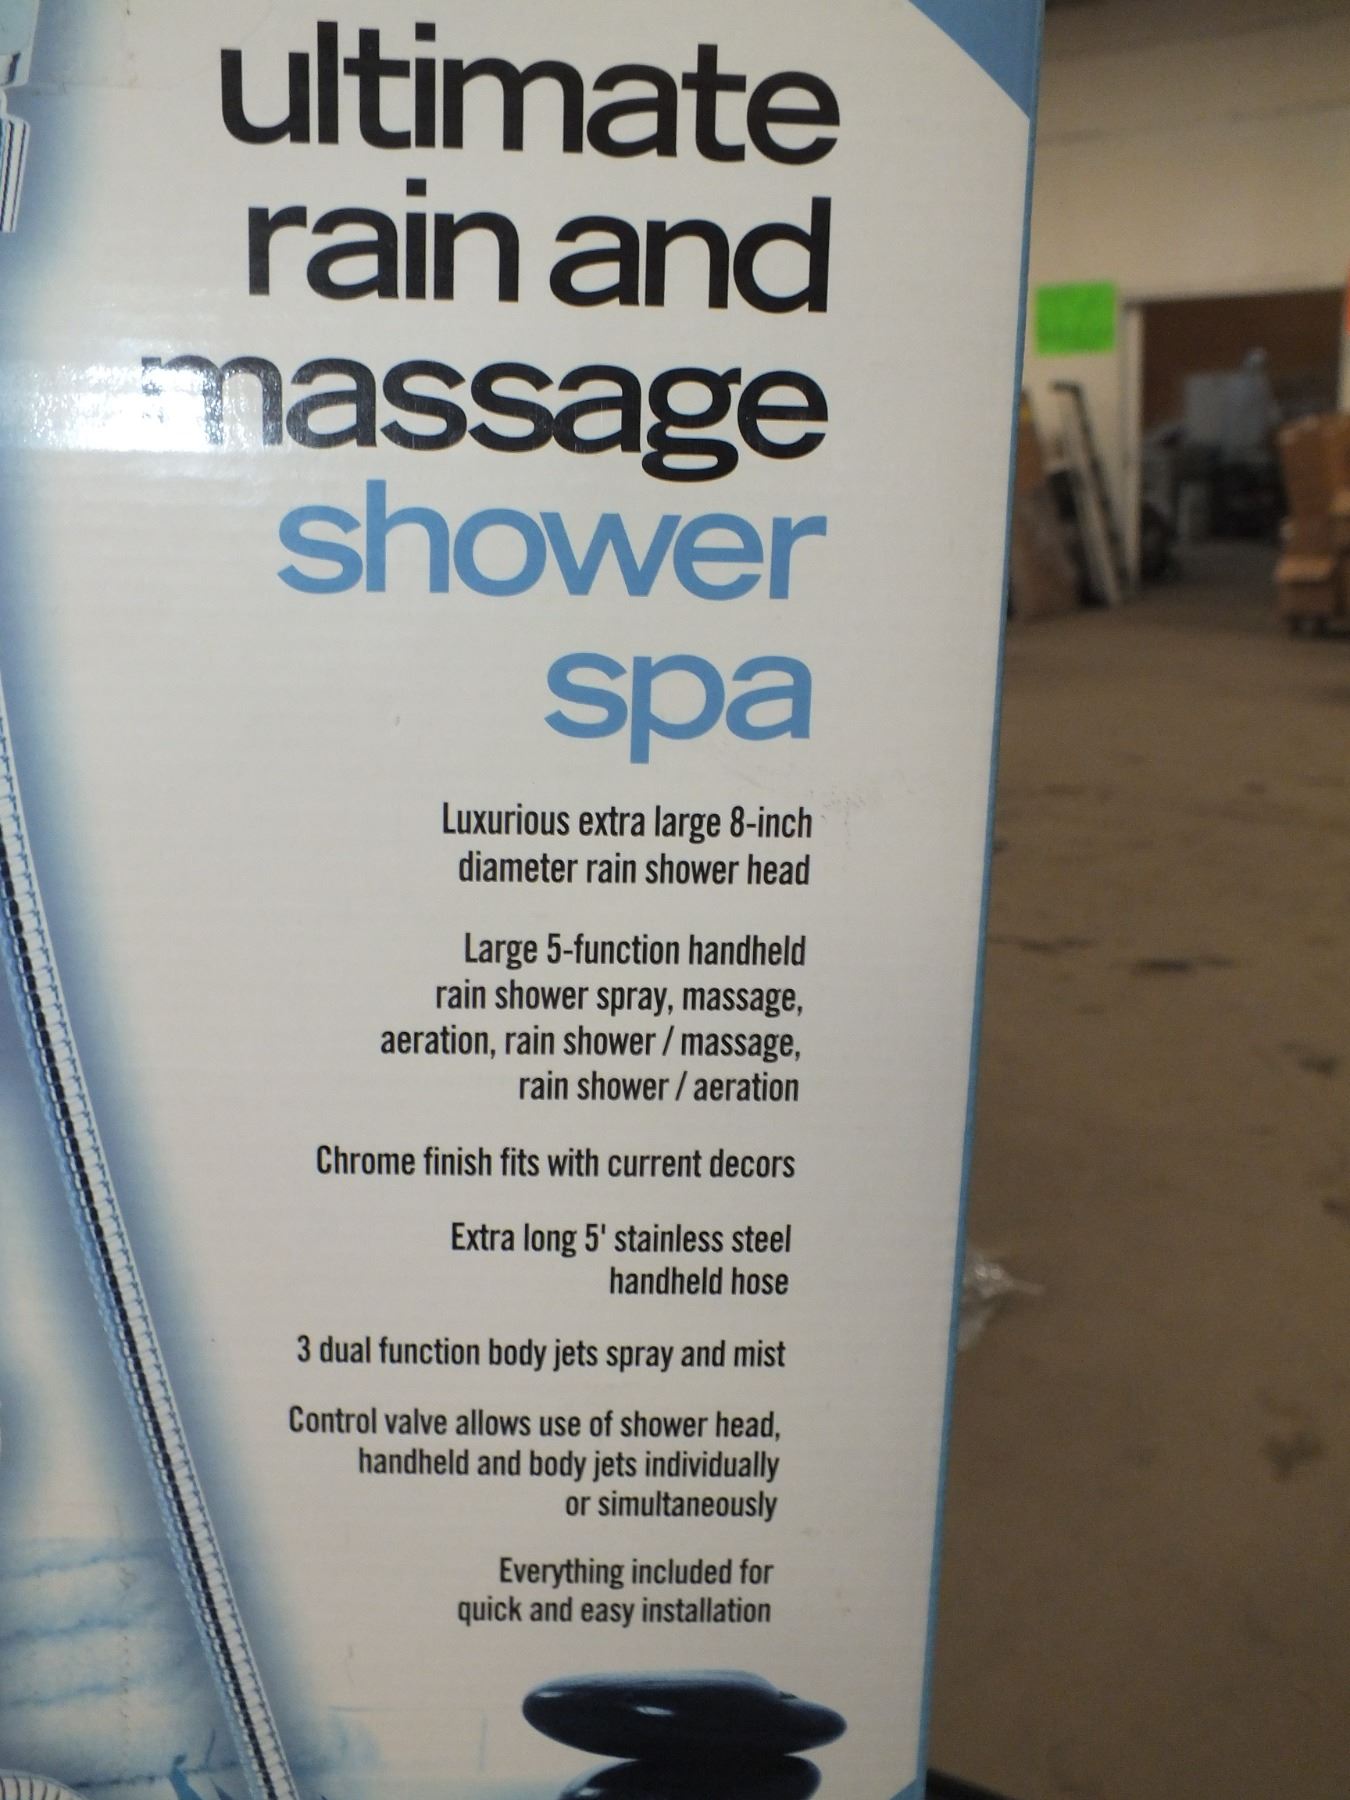 ultimate
rain and
massage
shower
spa
Luxurious extra large 8-inch
diameter rain shower head
Large 5-function handheld
rain shower spray, massage,
aeration, rain shower / massage,
rain shower / aeration
Chrome finish fits with current decors
Extra long 5' stainless steel
handheld hose
3 dual function body jets spray and mist
Control valve allows use of shower head,
handheld and body jets individually
or simultaneously
Everything included for
quick and easy installation